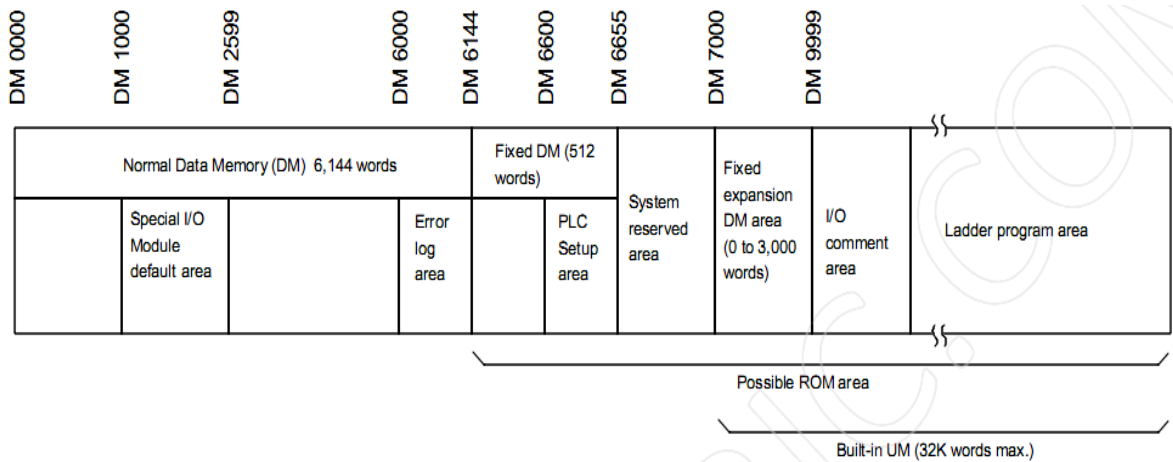 DM 0000
DM 1000
DM 2599
DM 6000
DM 6144
DM 6600
DM 6655
DM 7000
DM 9999
Normal Data Memory (DM) 6,144 words
Fixed DM (512
words)
Special I/O
Module
default area
Error
log
area
PLC
Setup
area
System
reserved
area
Fixed
expansion
DM area
(0 to 3,000
words)
I/O
comment
area
Ladder program area
Possible ROM area
Built-in UM (32K words max.)